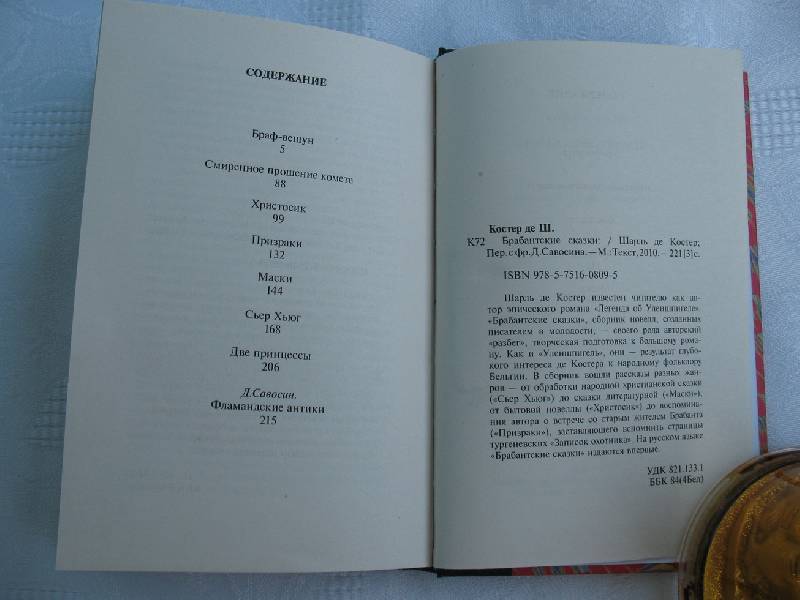 СОДЕРЖАНИЕ
Браф-вещун
5
Смиренное прошение комете
88
Христосик
99
Призраки
132
Маски
144
Сьер Хьюг
168
Две принцессы
206
Д.Савосин.
Фламандские антики
215
Костер де Ш.
К72 Брабантские сказки: / Шарль де Костер;
Пер. с фр. Д.Савосина. — М.: Текст, 2010. — 221[3] с.
ISBN 978-5-7516-0809-5
Шарль де Костер известен читателю как ав-
тор эпического романа «Легенда об Уленшпигеле».
«Брабантские сказки», сборник новелл, созданных
писателем в молодости, — своего рода авторский
«разбег», творческая подготовка к большому рома-
ну. Как и «Уленшпигель», они — результат глубо-
кого интереса де Костера к народному фольклору
Бельгии. В сборник вошли рассказы разных жан-
ров — от обработки народной христианской сказки
(«Сьер Хьюг») до сказки литературной («Маски»),
от бытовой новеллы («Христосик») до воспомина-
ния автора о встрече со старым жителем Брабанта
(«Призраки»), заставляющего вспомнить страницы
тургеневских «Записок охотника». На русском языке
«Брабантские сказки» издаются впервые.
УДК 821.133.1
ББК 84(4Бел)